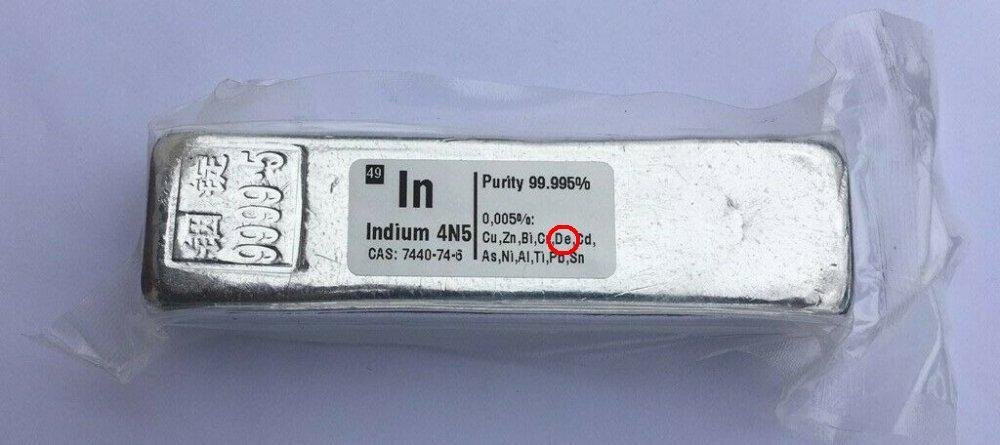 49
In
Indium 4N5
CAS: 7440-74-6
Purity 99.995%
0,005%:
Cu,Zn,Bi, De,Cd,
As,Ni,Al,Ti,Pb,Sn